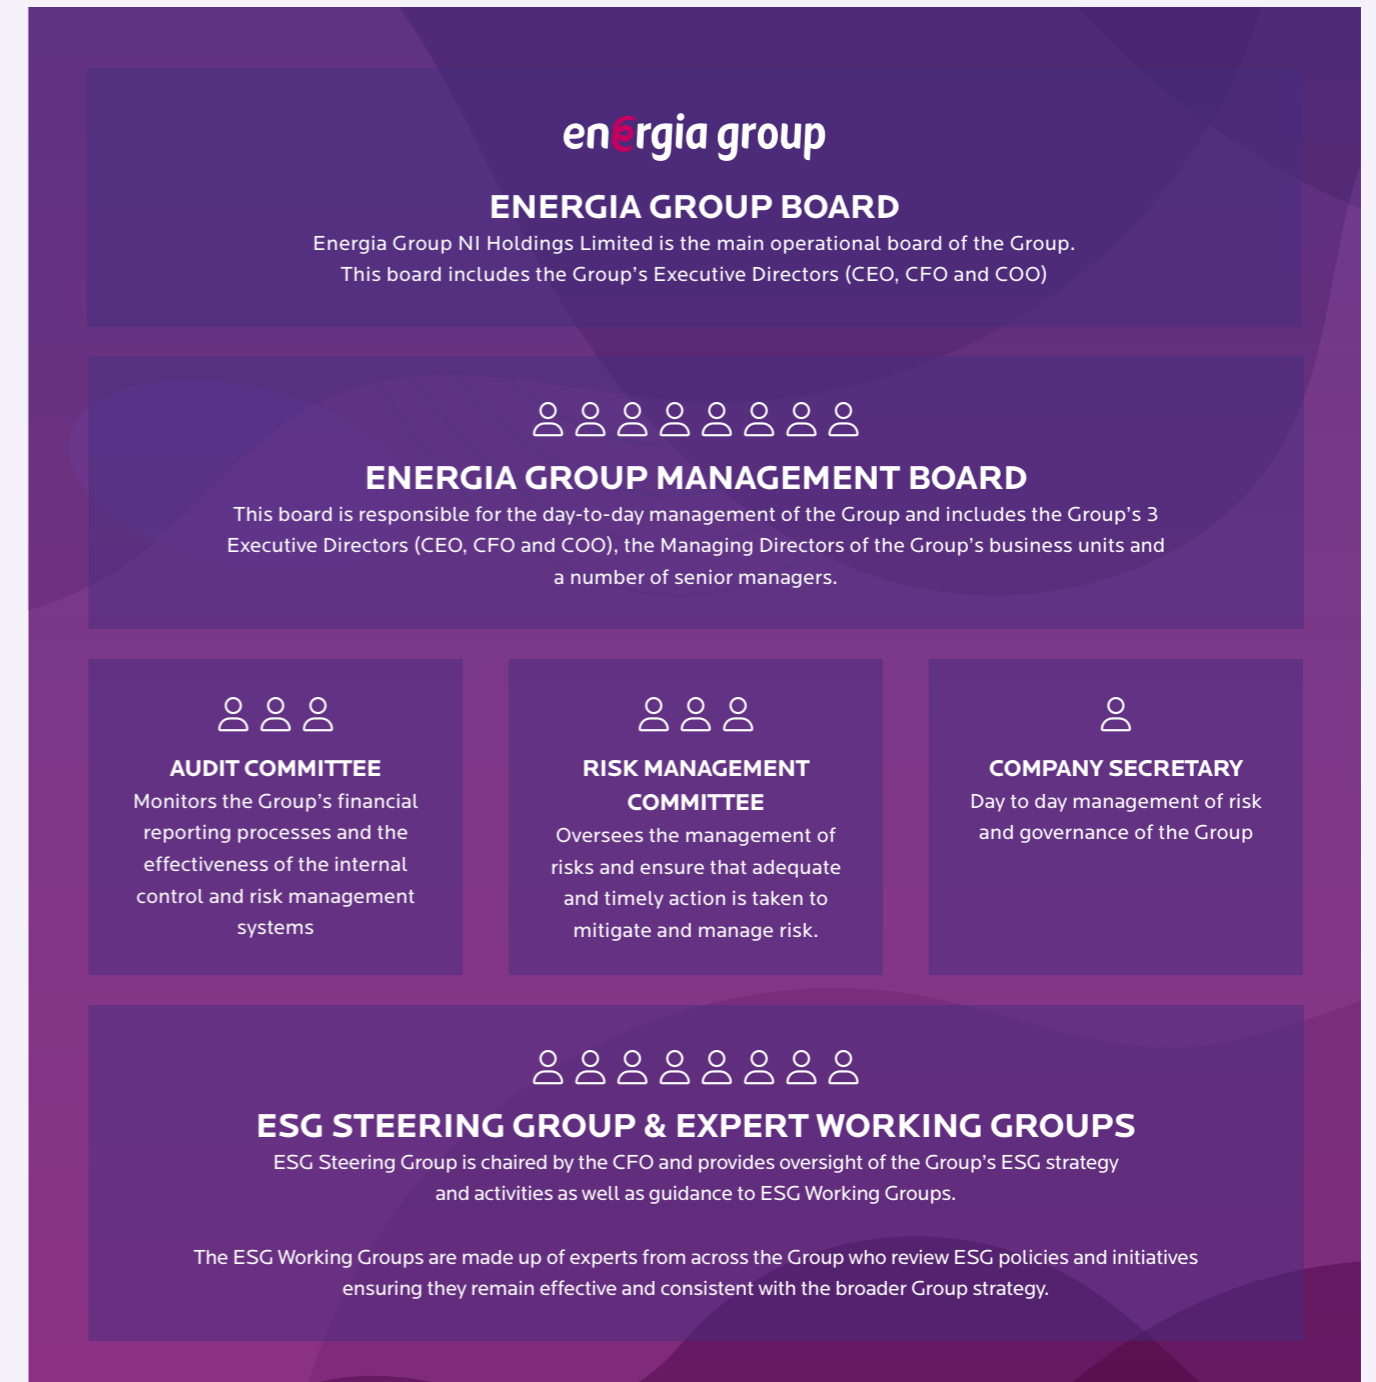 energia group
ENERGIA GROUP BOARD
Energia Group NI Holdings Limited is the main operational board of the Group.
This board includes the Group’s Executive Directors (CEO, CFO and COO)
ENERGIA GROUP MANAGEMENT BOARD
This board is responsible for the day-to-day management of the Group and includes the Group’s 3
Executive Directors (CEO, CFO and COO), the Managing Directors of the Group’s business units and
a number of senior managers.
AUDIT COMMITTEE
Monitors the Group’s financial
reporting processes and the
effectiveness of the internal
control and risk management
systems
RISK MANAGEMENT
COMMITTEE
Oversees the management of
risks and ensure that adequate
and timely action is taken to
mitigate and manage risk.
COMPANY SECRETARY
Day to day management of risk
and governance of the Group
ESG STEERING GROUP & EXPERT WORKING GROUPS
ESG Steering Group is chaired by the CFO and provides oversight of the Group’s ESG strategy
and activities as well as guidance to ESG Working Groups.
The ESG Working Groups are made up of experts from across the Group who review ESG policies and initiatives
ensuring they remain effective and consistent with the broader Group strategy.